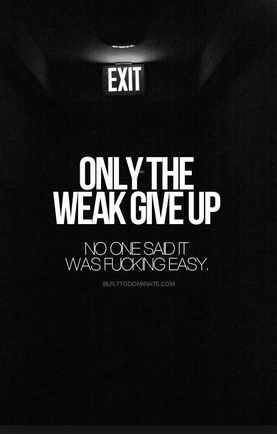 EXIT
ONLY THE
WEAK GIVE UP
NO ONE SAID IT
WAS FUCKING EASY.
BUILTTODOMINATE.COM